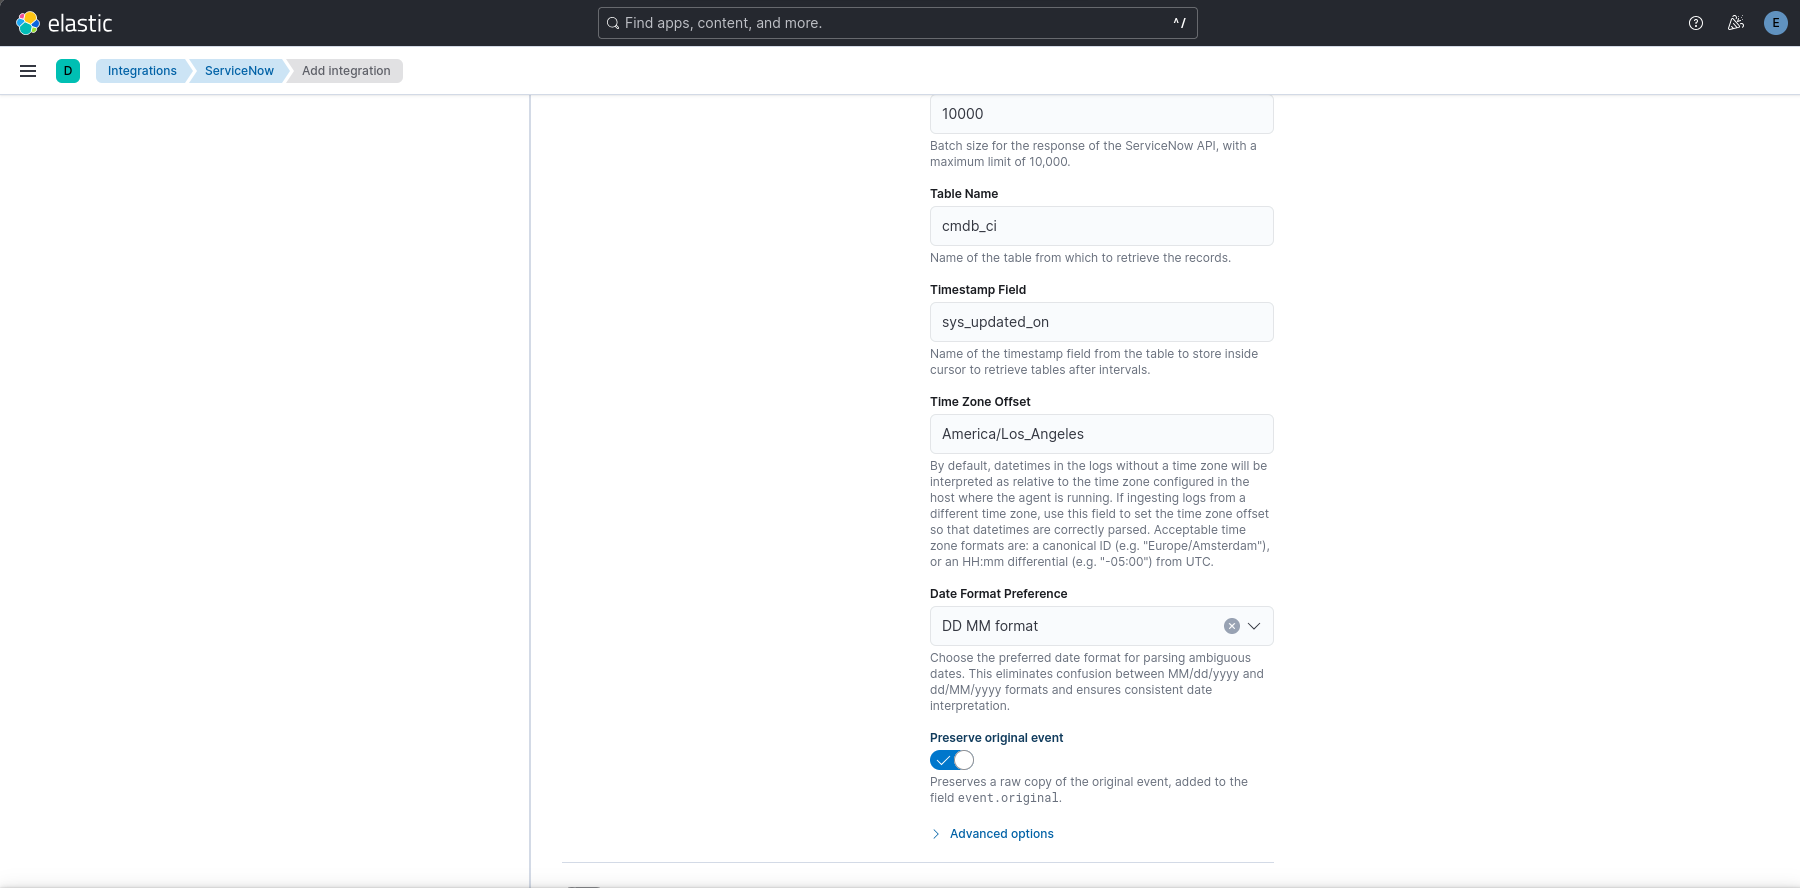 elastic
Find apps, content, and more.
^/
E
D
Integrations
ServiceNow
Add integration
10000
Batch size for the response of the ServiceNow API, with a
maximum limit of 10,000.
Table Name
cmdb_ci
Name of the table from which to retrieve the records.
Timestamp Field
sys_updated_on
Name of the timestamp field from the table to store inside
cursor to retrieve tables after intervals.
Time Zone Offset
America/Los_Angeles
By default, datetimes in the logs without a time zone will be
interpreted as relative to the time zone configured in the
host where the agent is running. If ingesting logs from a
different time zone, use this field to set the time zone offset
so that datetimes are correctly parsed. Acceptable time
zone formats are: a canonical ID (e.g. "Europe/Amsterdam"),
or an HH:mm differential (e.g. "-05:00") from UTC.
Date Format Preference
DD MM format
Choose the preferred date format for parsing ambiguous
dates. This eliminates confusion between MM/dd/yyyy and
dd/MM/yyyy formats and ensures consistent date
interpretation.
Preserve original event
Preserves a raw copy of the original event, added to the
field event.original.
Advanced options